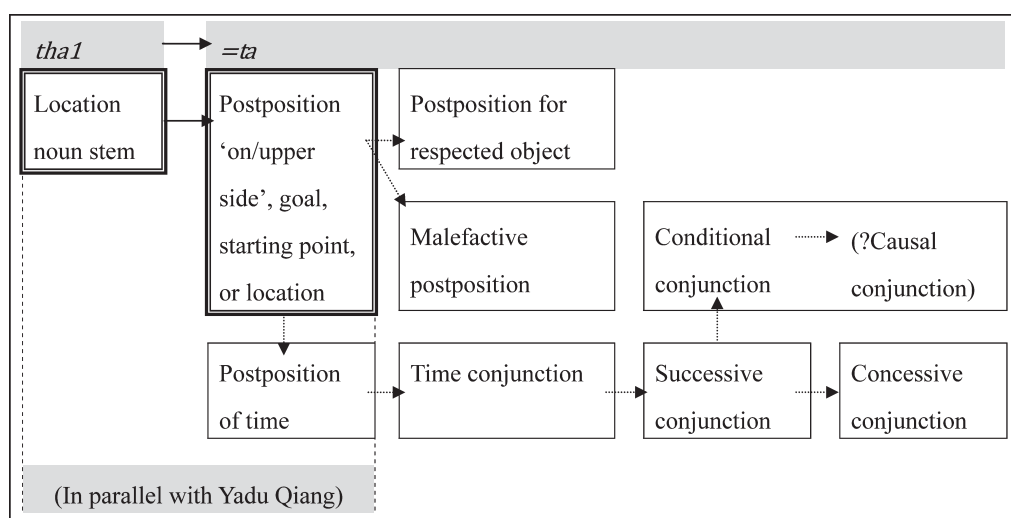 tha1
=ta
Location
noun stem
Postposition
‘on/upper
side’, goal,
starting point,
or location
Postposition for
respected object
Malefactive
postposition
Conditional
conjunction
(?Causal
conjunction)
Postposition
of time
Time conjunction
Successive
conjunction
Concessive
conjunction
(In parallel with Yadu Qiang)